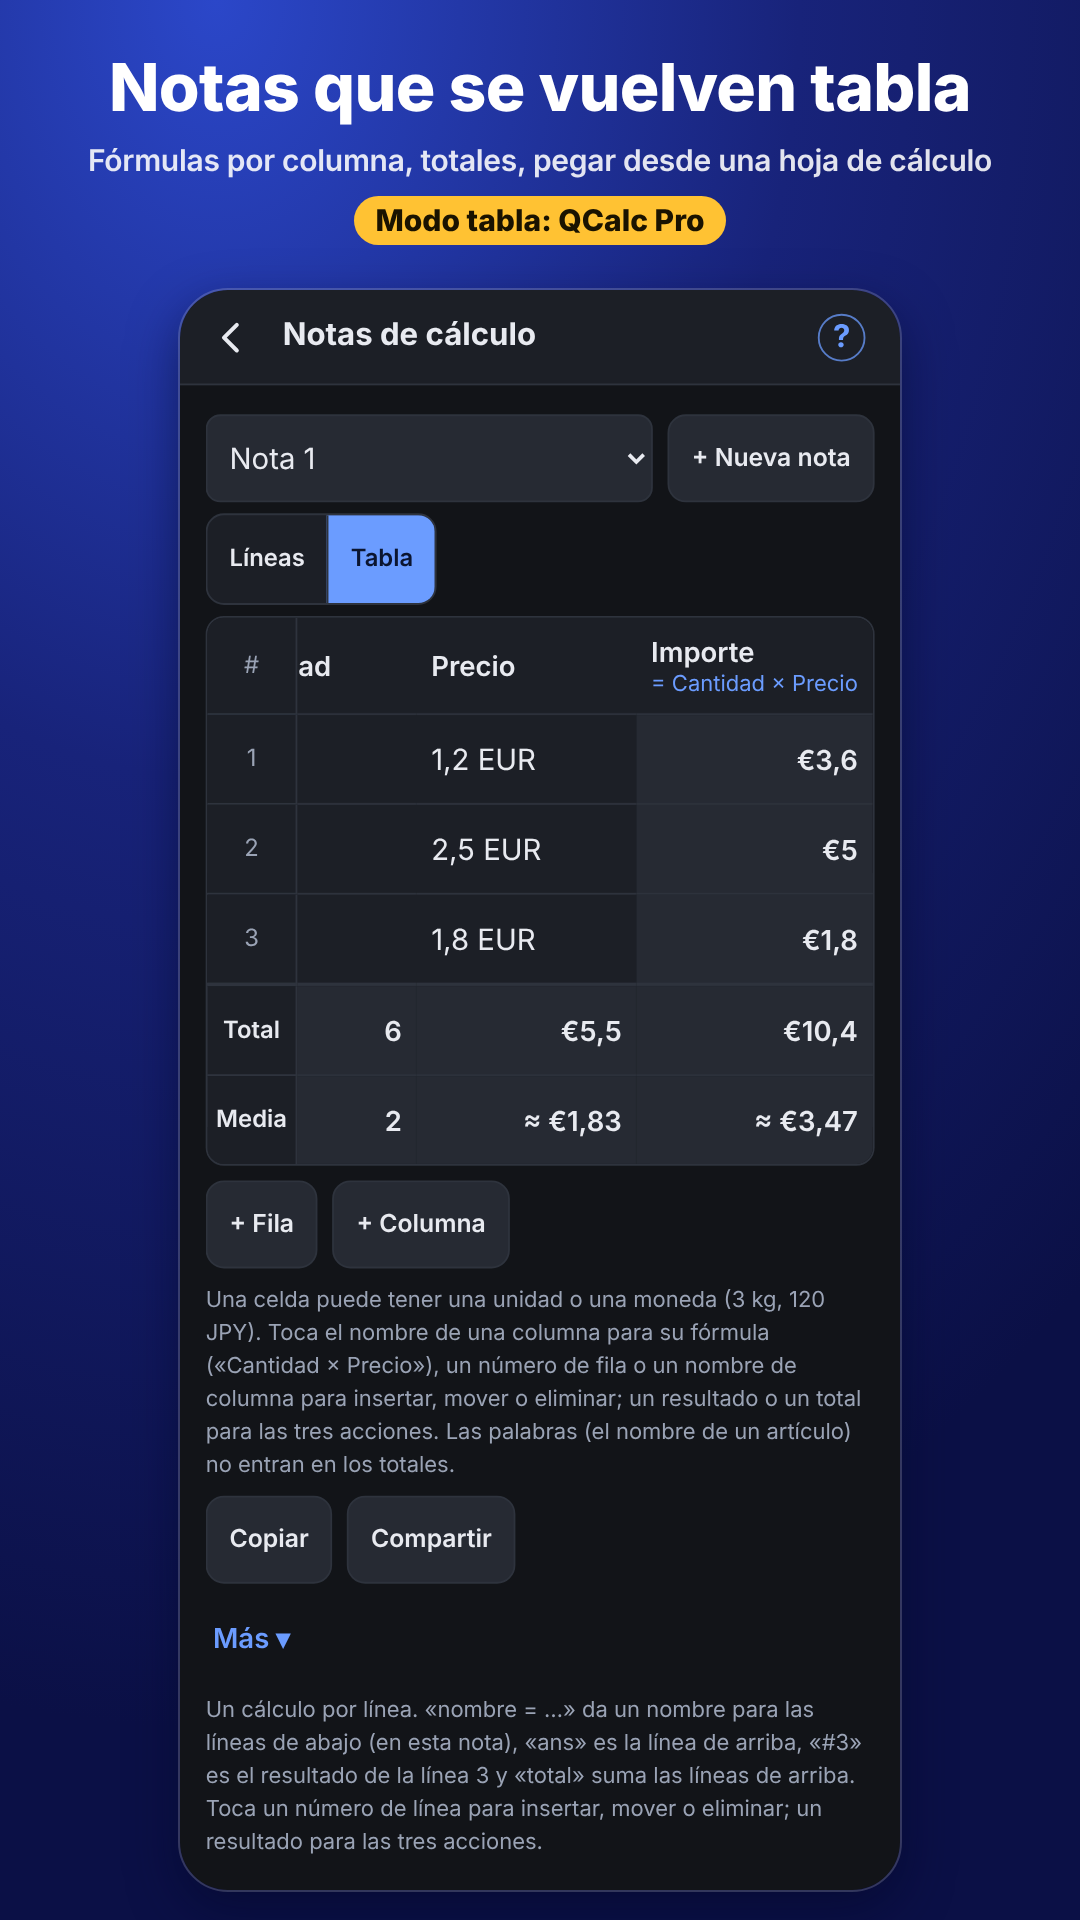 Notas que se vuelven tabla
Fórmulas por columna, totales, pegar desde una hoja de cálculo
Modo tabla: QCalc Pro
Notas de cálculo
?
Nota 1
+ Nueva nota
Líneas
Tabla
# ad Precio Importe
= Cantidad × Precio
1 1,2 EUR €3,6
2 2,5 EUR €5
3 1,8 EUR €1,8
Total 6 €5,5 €10,4
Media 2 ≈ €1,83 ≈ €3,47
+ Fila
+ Columna
Una celda puede tener una unidad o una moneda (3 kg, 120
JPY). Toca el nombre de una columna para su fórmula
(«Cantidad × Precio»), un número de fila o un nombre de
columna para insertar, mover o eliminar; un resultado o un total
para las tres acciones. Las palabras (el nombre de un artículo)
no entran en los totales.
Copiar
Compartir
Más ▾
Un cálculo por línea. «nombre = ...» da un nombre para las
líneas de abajo (en esta nota), «ans» es la línea de arriba, «#3»
es el resultado de la línea 3 y «total» suma las líneas de arriba.
Toca un número de línea para insertar, mover o eliminar; un
resultado para las tres acciones.